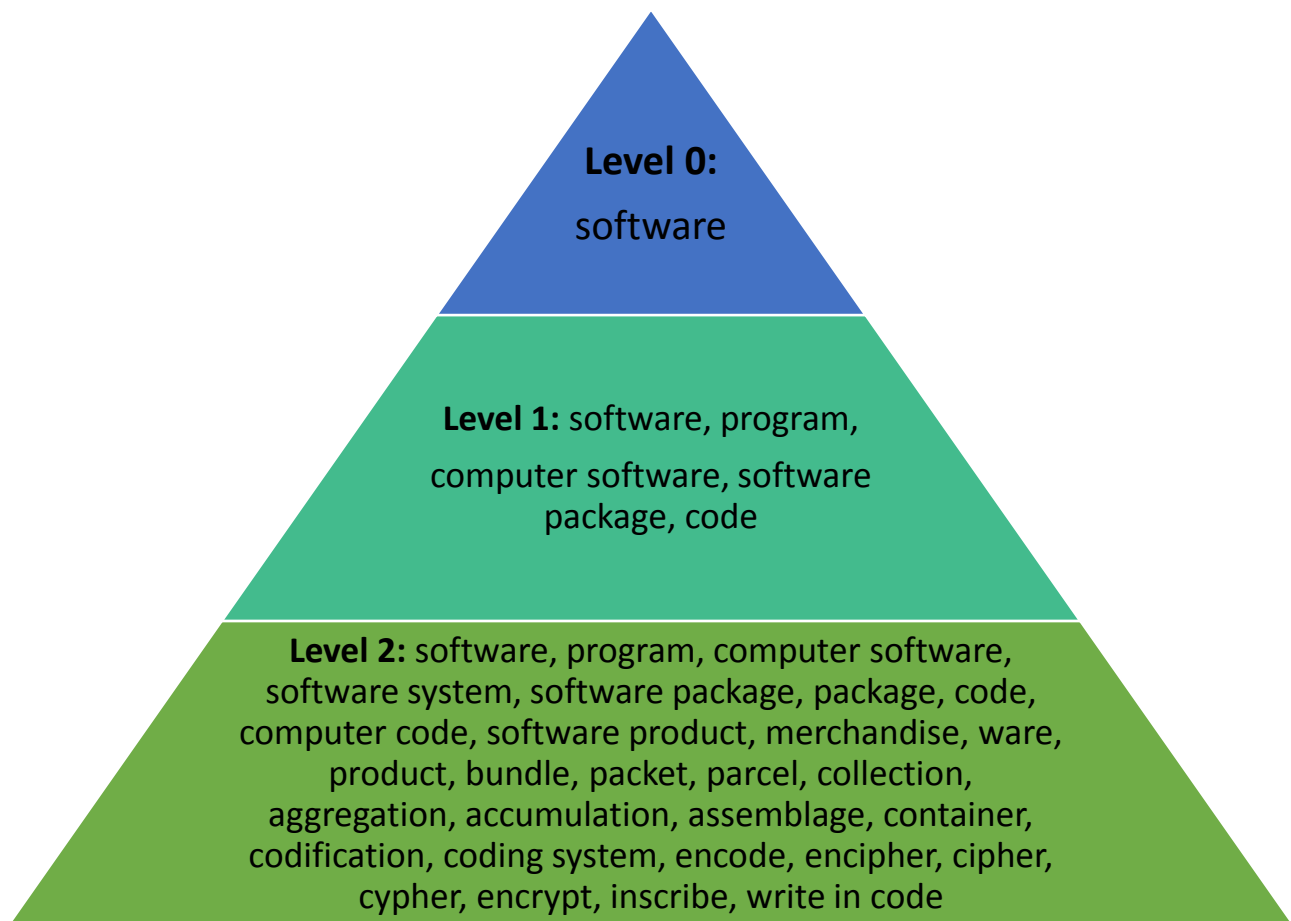 Level 0:
software
Level 1: software, program,
computer software, software
package, code
Level 2: software, program, computer software,
software system, software package, package, code,
computer code, software product, merchandise, ware,
product, bundle, packet, parcel, collection,
aggregation, accumulation, assemblage, container,
codification, coding system, encode, encipher, cipher,
cypher, encrypt, inscribe, write in code